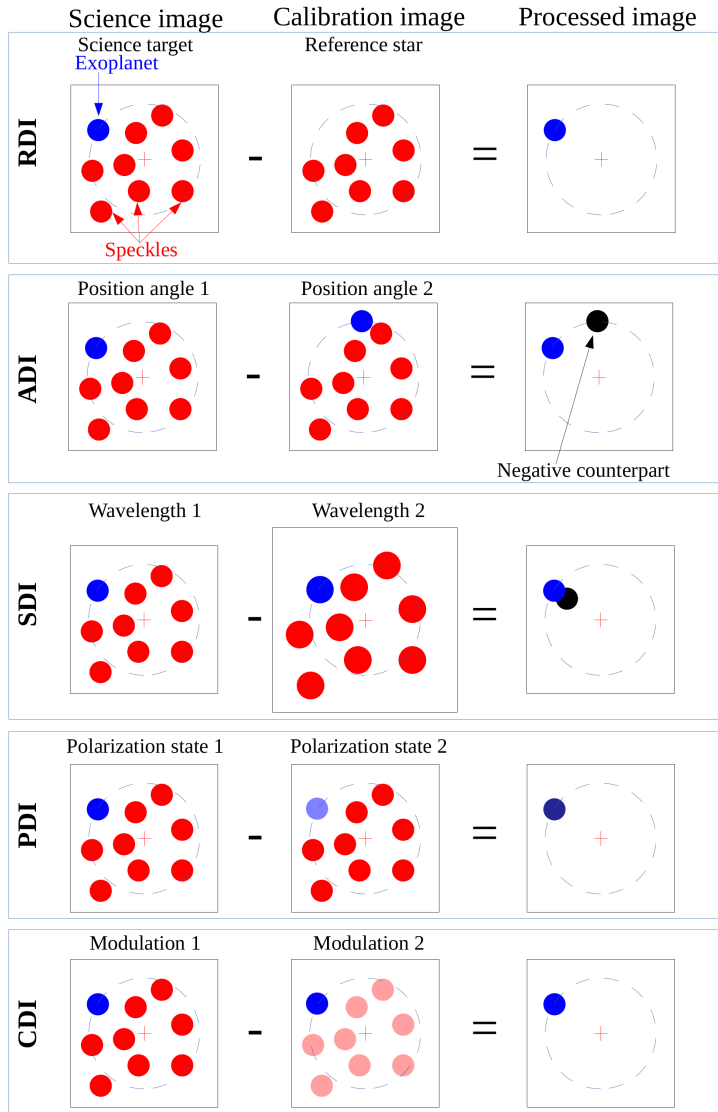 Science image
Calibration image
Processed image
RDI
Science target
Reference star
Exoplanet
-
=
Speckles
ADI
Position angle 1
Position angle 2
-
=
Negative counterpart
SDI
Wavelength 1
Wavelength 2
-
=
PDI
Polarization state 1
Polarization state 2
-
=
CDI
Modulation 1
Modulation 2
-
=